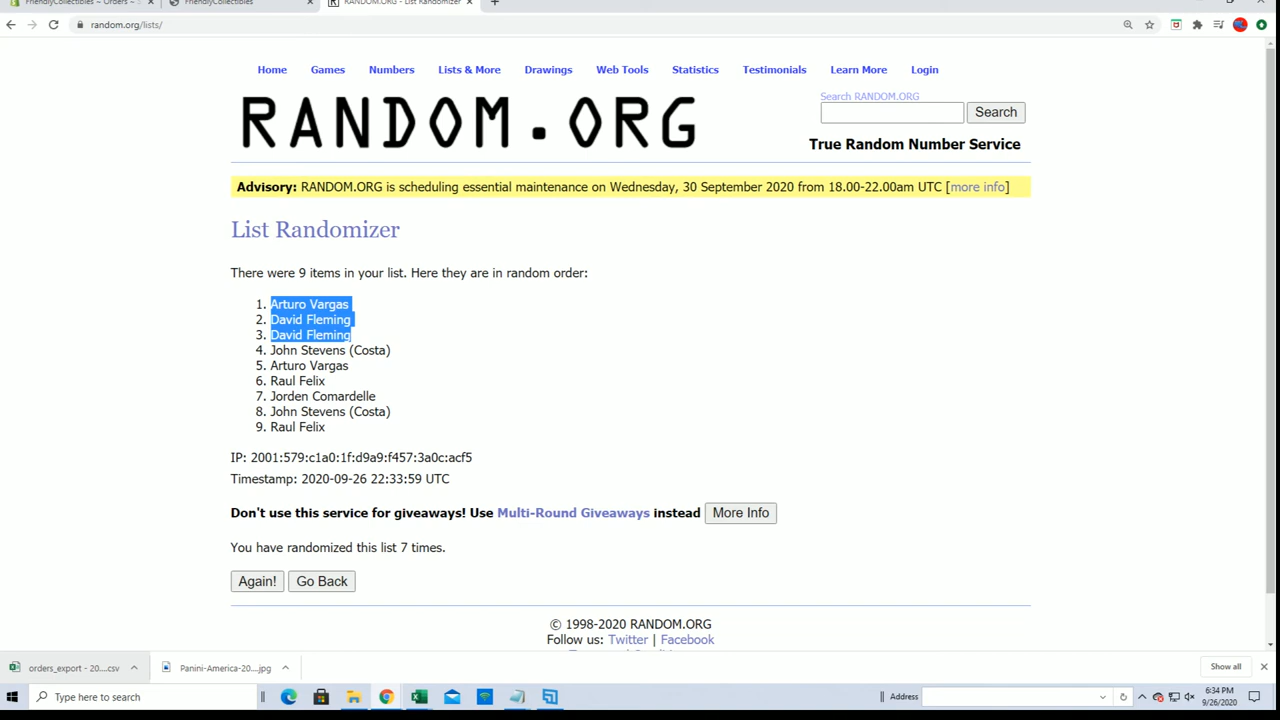 FriendlyCollectibles ~ Orders ~ S
FriendlyCollectibles
RANDOM.ORG - List Randomizer
random.org/lists/
Home Games Numbers Lists & More Drawings Web Tools Statistics Testimonials Learn More Login
RANDOM.ORG
Search RANDOM.ORG
Search
True Random Number Service
Advisory: RANDOM.ORG is scheduling essential maintenance on Wednesday, 30 September 2020 from 18.00-22.00am UTC [more info]
List Randomizer
There were 9 items in your list. Here they are in random order:
1. Arturo Vargas
2. David Fleming
3. David Fleming
4. John Stevens (Costa)
5. Arturo Vargas
6. Raul Felix
7. Jorden Comardelle
8. John Stevens (Costa)
9. Raul Felix
IP: 2001:579:c1a0:1f:d9a9:f457:3a0c:acf5
Timestamp: 2020-09-26 22:33:59 UTC
Don't use this service for giveaways! Use Multi-Round Giveaways instead More Info
You have randomized this list 7 times.
Again! Go Back
© 1998-2020 RANDOM.ORG
Follow us: Twitter | Facebook
orders_export - 20....csv
Panini-America-20....jpg
Show all
Type here to search
Address
6:34 PM
9/26/2020